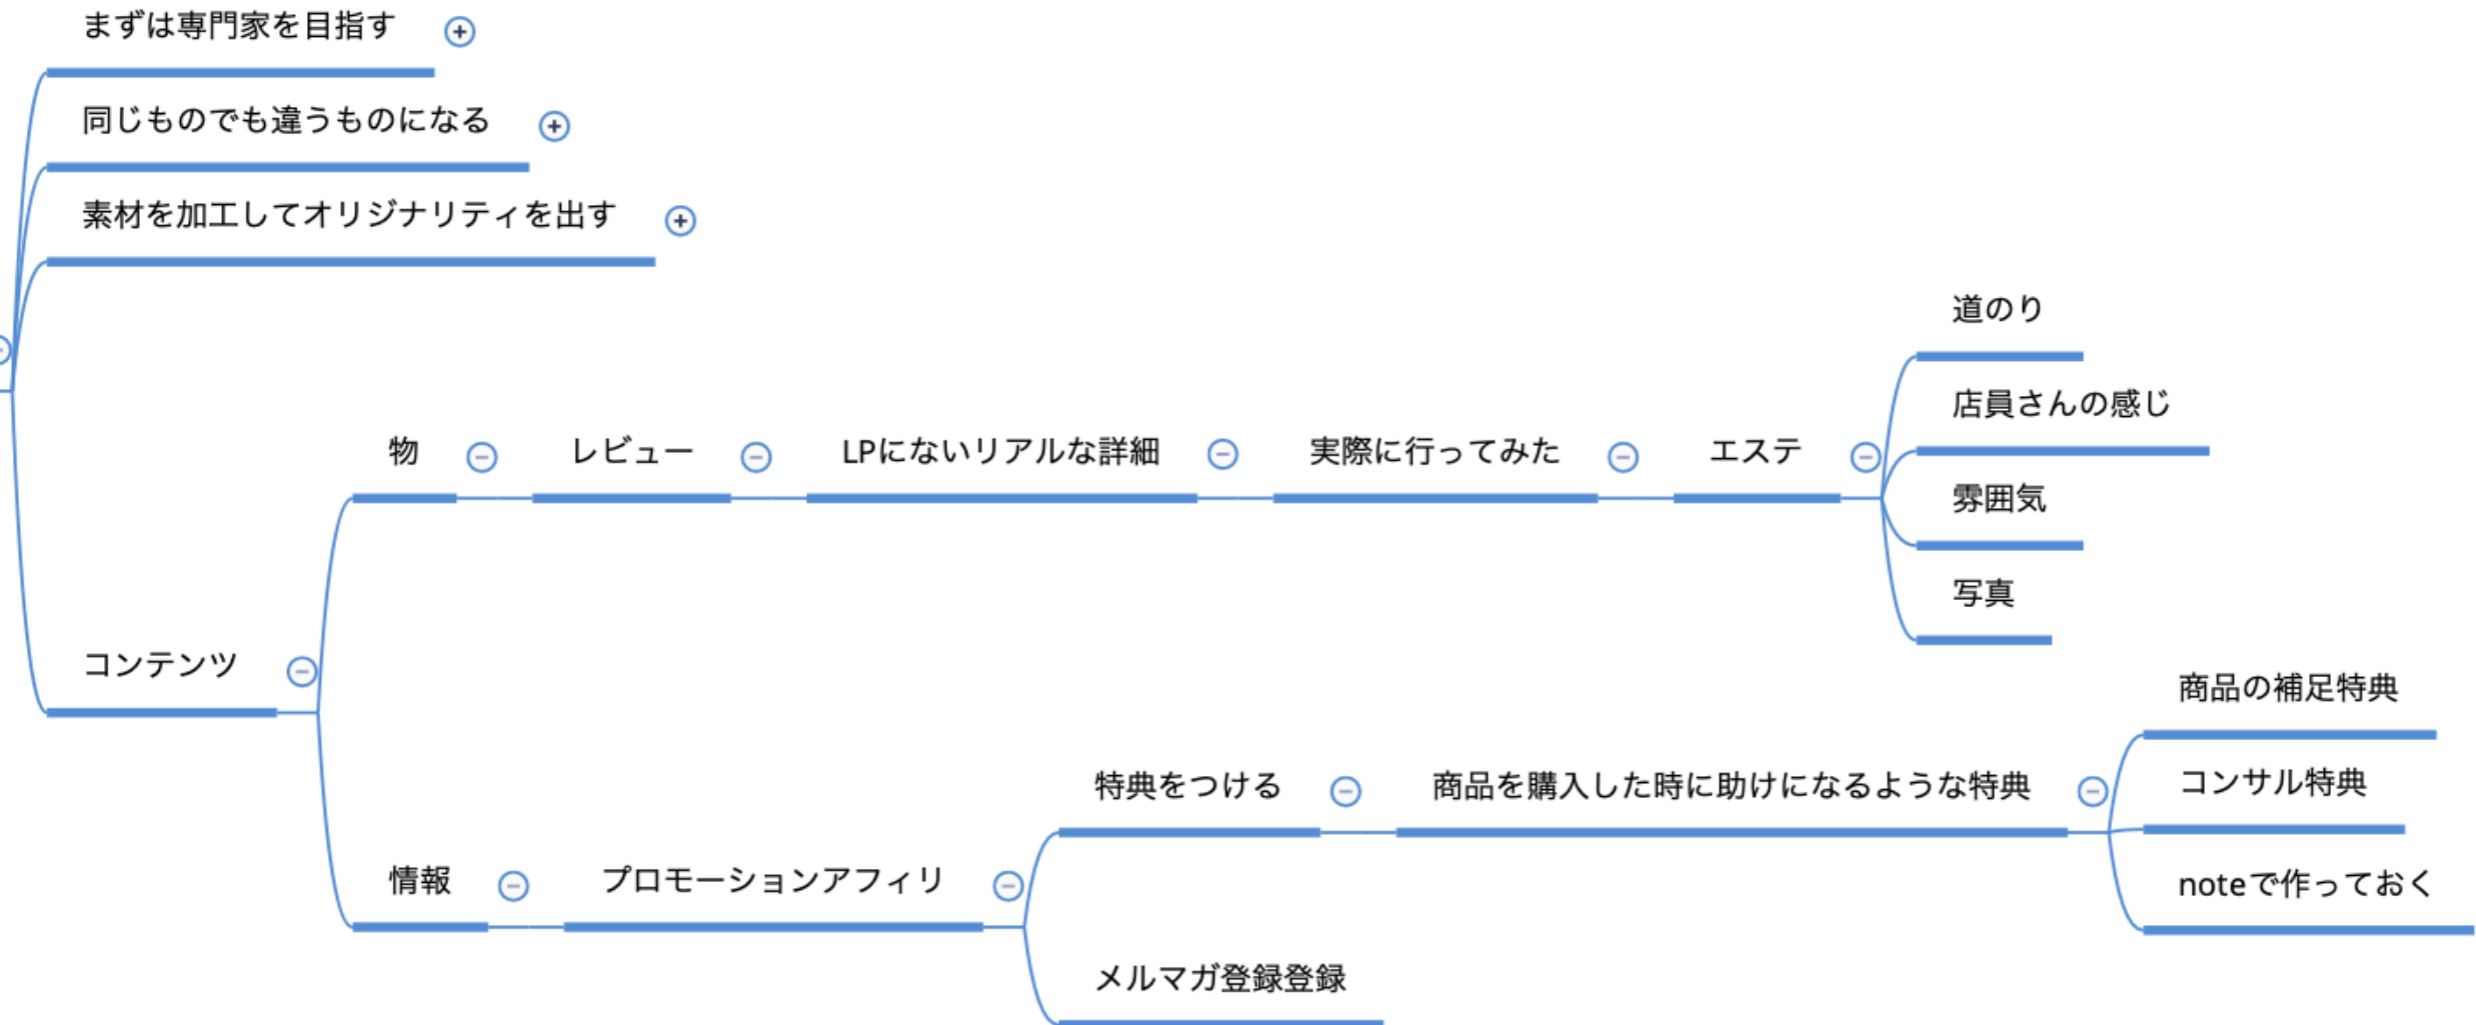 まずは専門家を目指す
同じものでも違うものになる
素材を加工してオリジナリティを出す
コンテンツ
物
レビュー
LPにないリアルな詳細
実際に行ってみた
エステ
道のり
店員さんの感じ
雰囲気
写真
情報
プロモーションアフィリ
特典をつける
商品を購入した時に助けになるような特典
商品の補足特典
コンサル特典
noteで作っておく
メルマガ登録登録